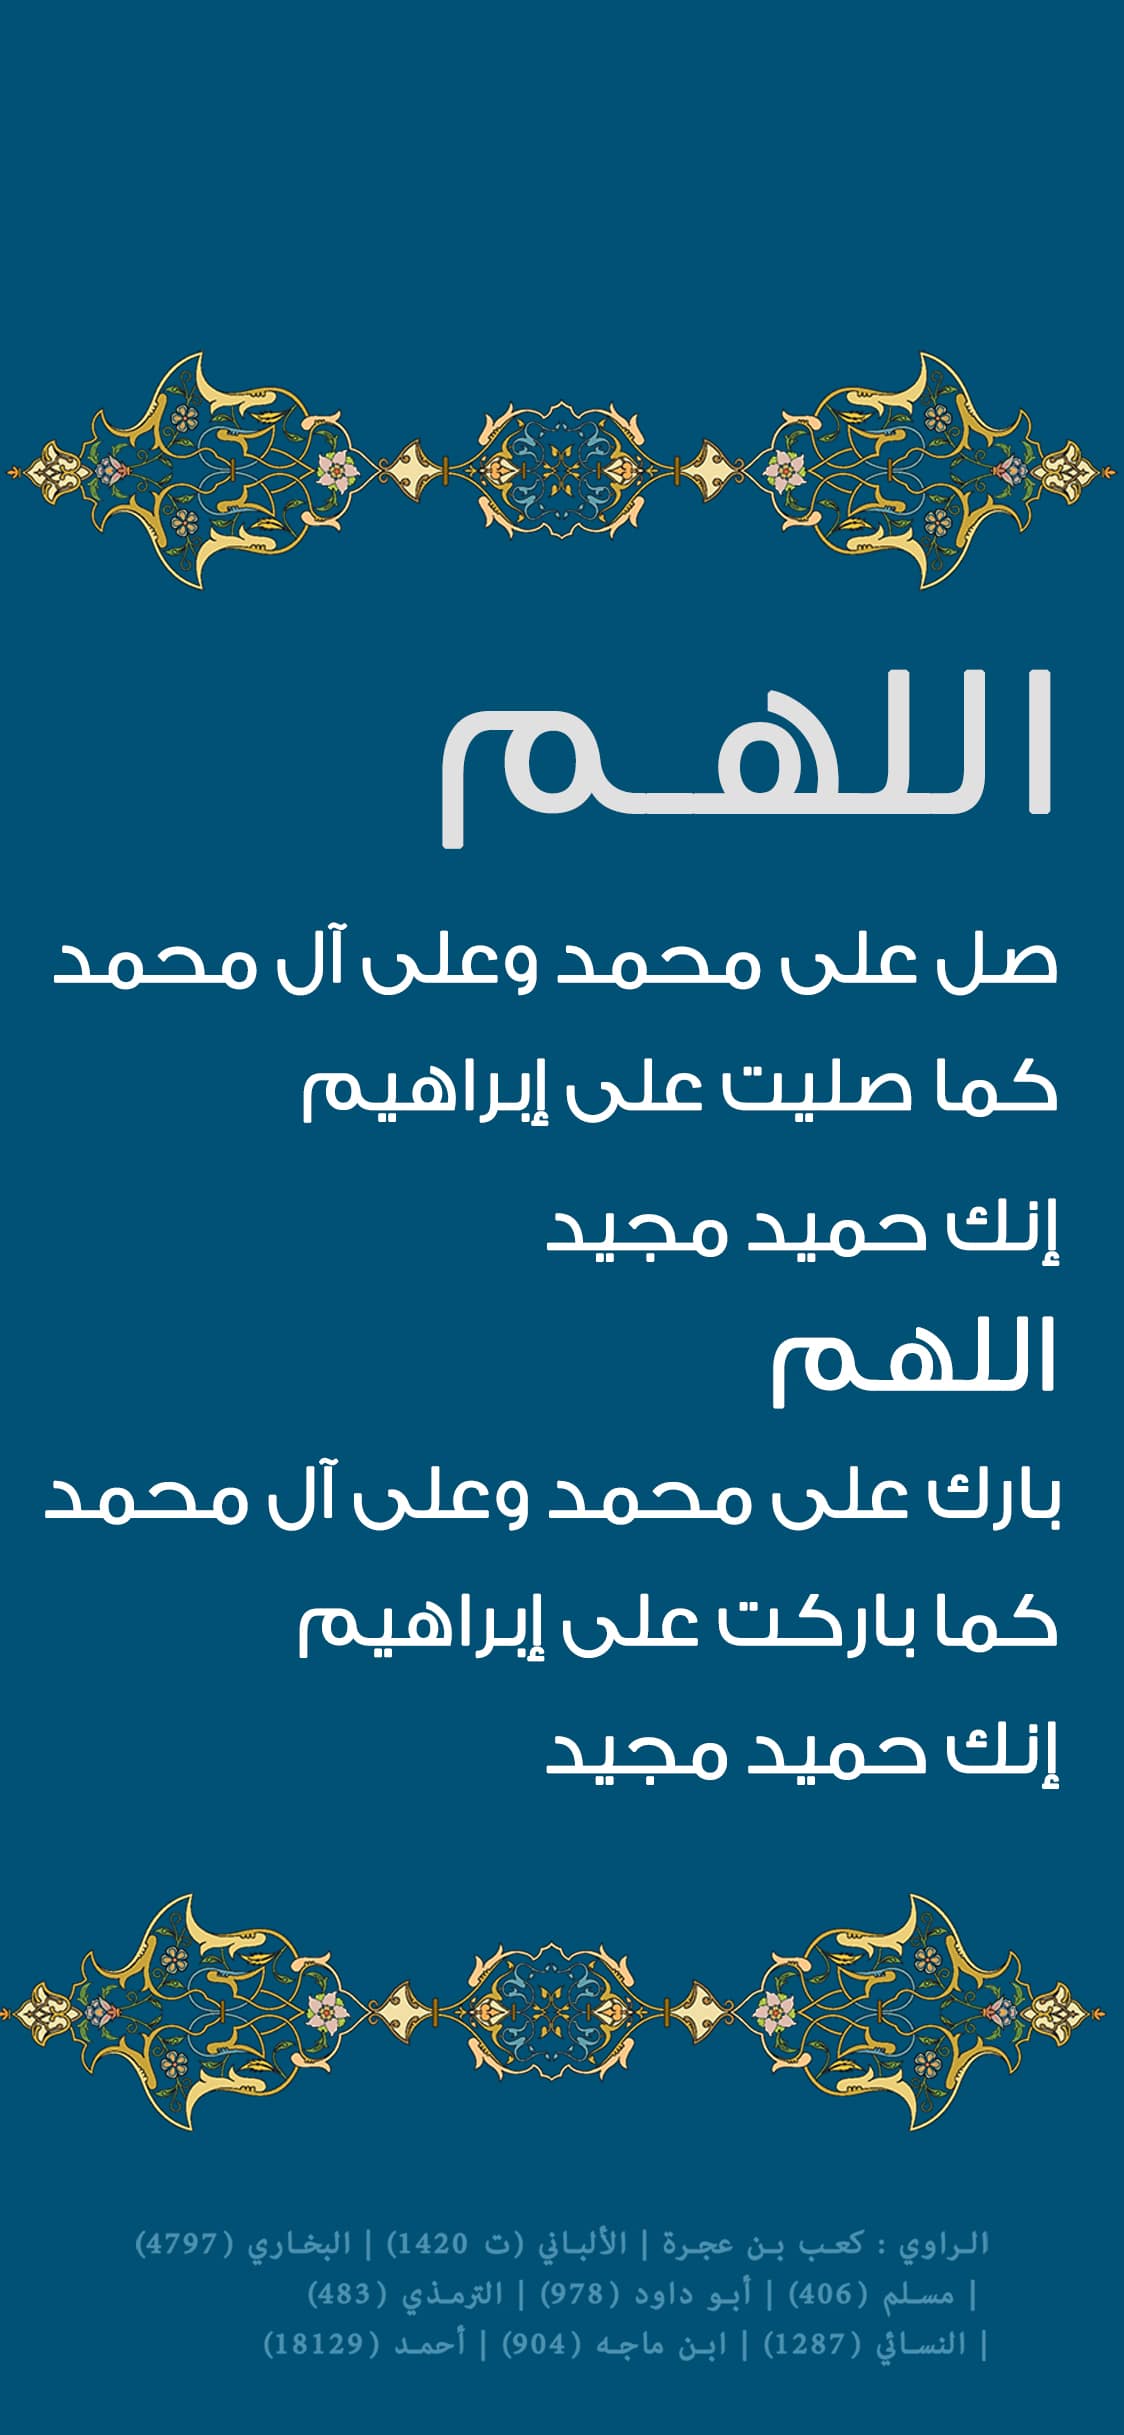 اللهم
صل على محمد وعلى آل محمد
كما صليت على إبراهيم
إنك حميد مجيد
اللهم
بارك على محمد وعلى آل محمد
كما باركت على إبراهيم
إنك حميد مجيد
الراوي : كعب بن عجرة | الألباني (ت 1420) | البخاري (4797)
| مسلم (406) | أبو داود (978) | الترمذي (483)
| النسائي (1287) | ابن ماجه (904) | أحمد (18129)